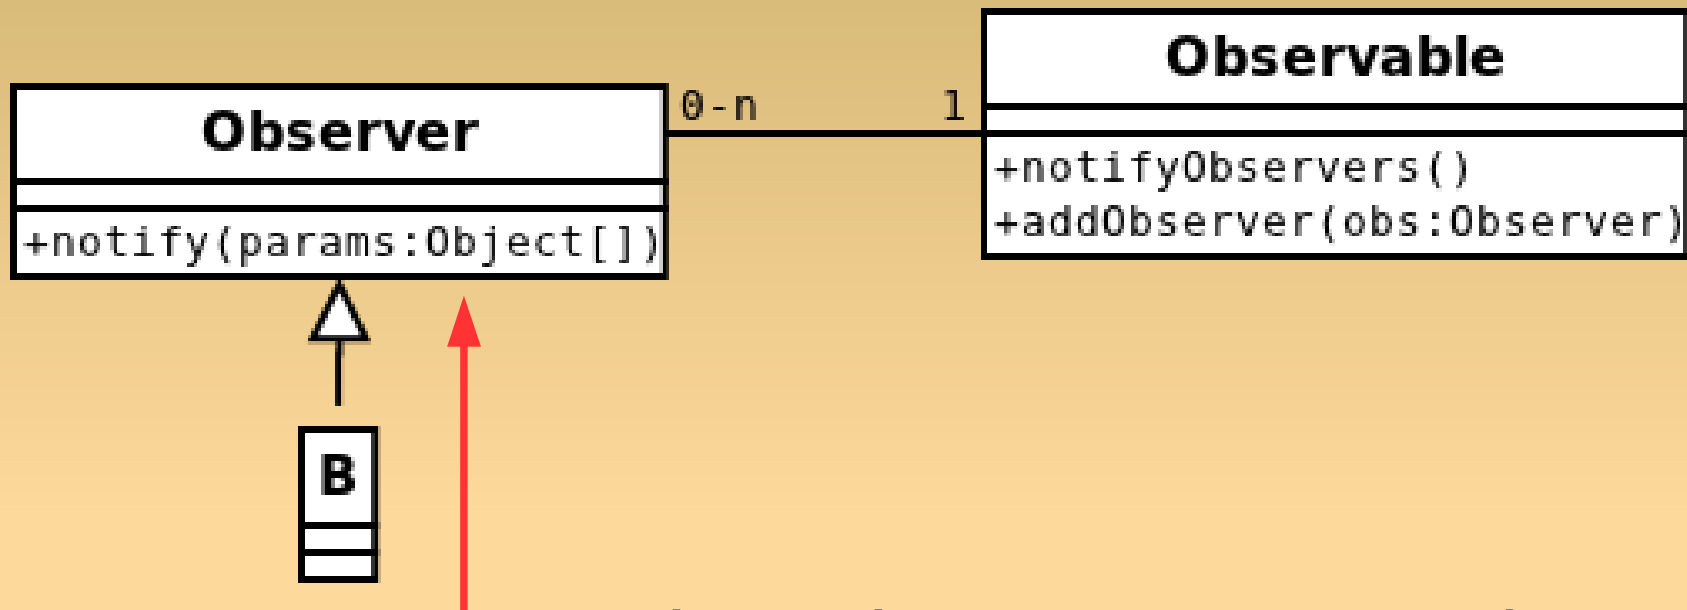 Observable
Observer
0-n
1
+notifyObservers()
+addObserver(obs:Observer)
+notify(params:Object[])
B